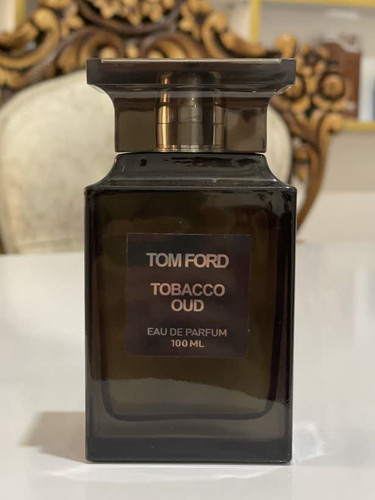 TOM FORD
TOBACCO
OUD
EAU DE PARFUM
100 ML